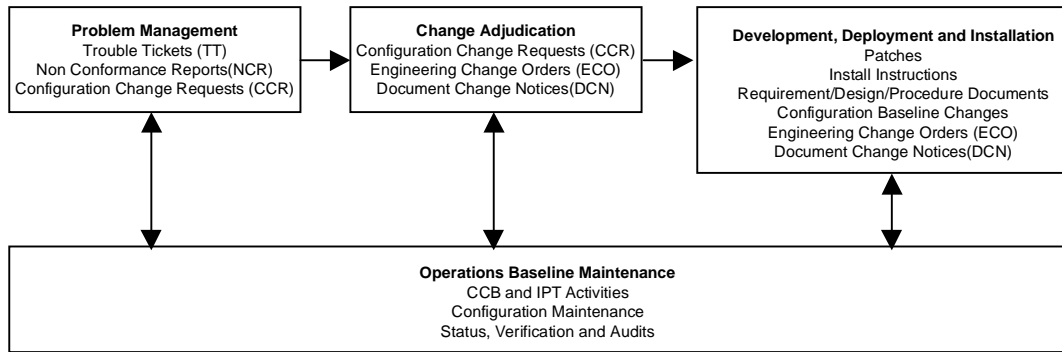 Problem Management
Trouble Tickets (TT)
Non Conformance Reports(NCR)
Configuration Change Requests (CCR)
Change Adjudication
Configuration Change Requests (CCR)
Engineering Change Orders (ECO)
Document Change Notices(DCN)
Development, Deployment and Installation
Patches
Install Instructions
Requirement/Design/Procedure Documents
Configuration Baseline Changes
Engineering Change Orders (ECO)
Document Change Notices(DCN)
Operations Baseline Maintenance
CCB and IPT Activities
Configuration Maintenance
Status, Verification and Audits